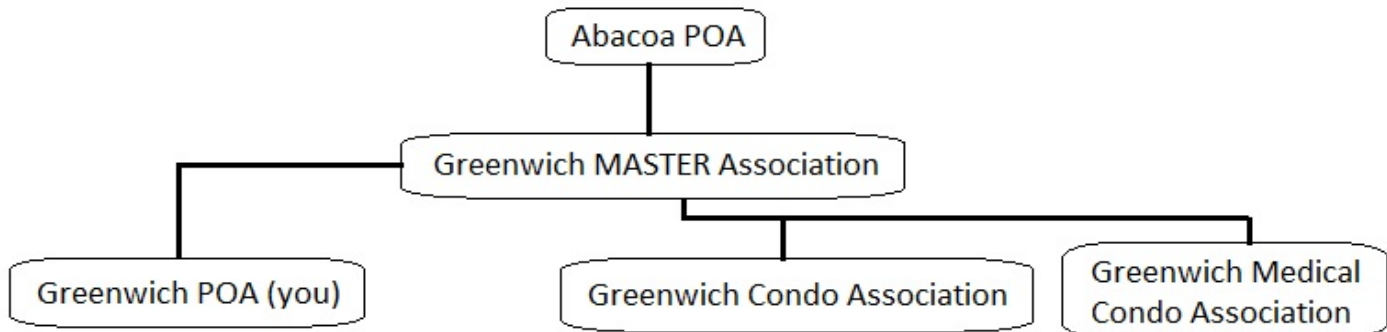 Abacoa POA
Greenwich MASTER Association
Greenwich POA (you)
Greenwich Condo Association
Greenwich Medical
Condo Association